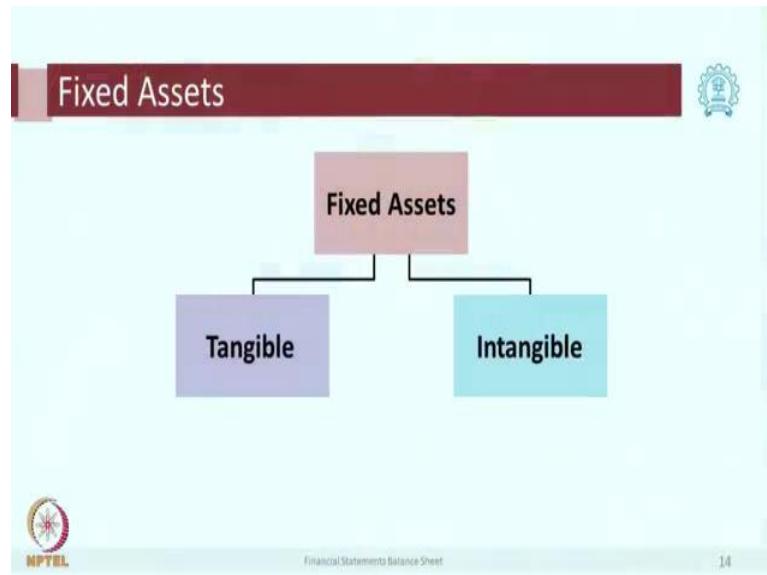 Fixed Assets
Fixed Assets
Tangible
Intangible
NPTEL
Financial Statements Balance Sheet
14